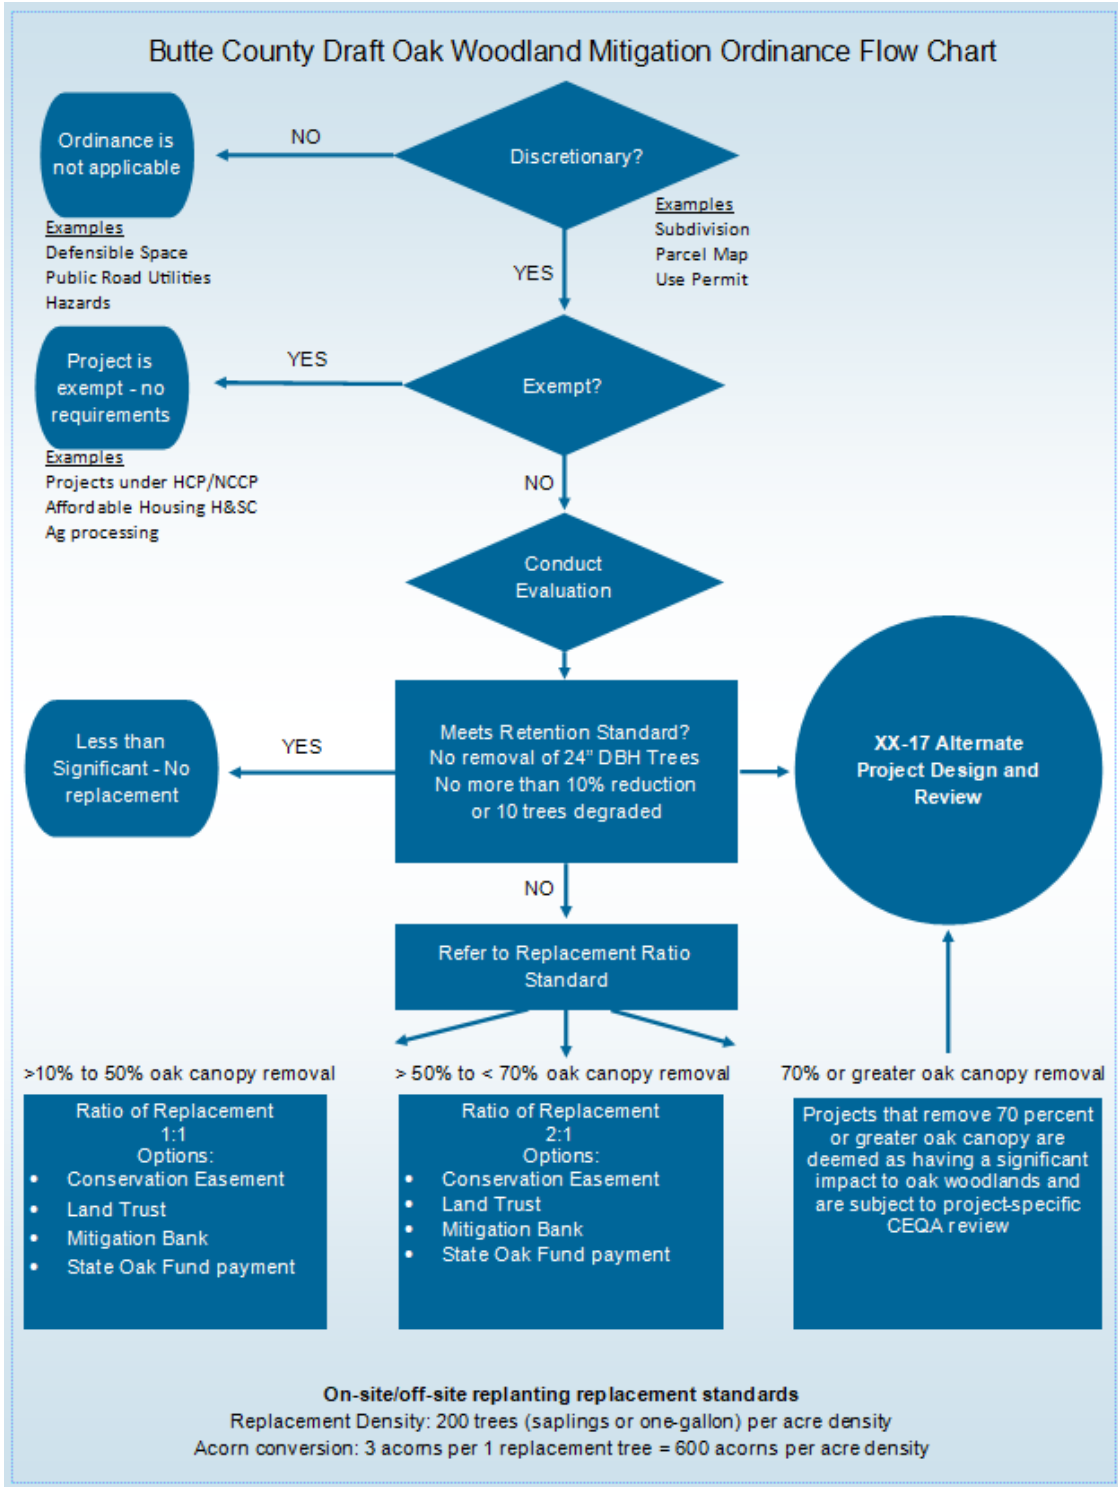 Butte County Draft Oak Woodland Mitigation Ordinance Flow Chart
Ordinance is
not applicable
NO
Discretionary?
Examples
Defensible Space
Public Road Utilities
Hazards
Examples
Subdivision
Parcel Map
Use Permit
YES
Project is
exempt - no
requirements
YES
Exempt?
Examples
Projects under HCP/NCCP
Affordable Housing H&SC
Ag processing
NO
Conduct
Evaluation
Less than
Significant - No
replacement
YES
Meets Retention Standard?
No removal of 24" DBH Trees
No more than 10% reduction
or 10 trees degraded
XX-17 Alternate
Project Design and
Review
NO
Refer to Replacement Ratio
Standard
>10% to 50% oak canopy removal
Ratio of Replacement
1:1
Options:
• Conservation Easement
• Land Trust
• Mitigation Bank
• State Oak Fund payment
> 50% to < 70% oak canopy removal
Ratio of Replacement
2:1
Options:
• Conservation Easement
• Land Trust
• Mitigation Bank
• State Oak Fund payment
70% or greater oak canopy removal
Projects that remove 70 percent
or greater oak canopy are
deemed as having a significant
impact to oak woodlands and
are subject to project-specific
CEQA review
On-site/off-site replanting replacement standards
Replacement Density: 200 trees (saplings or one-gallon) per acre density
Acorn conversion: 3 acorns per 1 replacement tree = 600 acorns per acre density